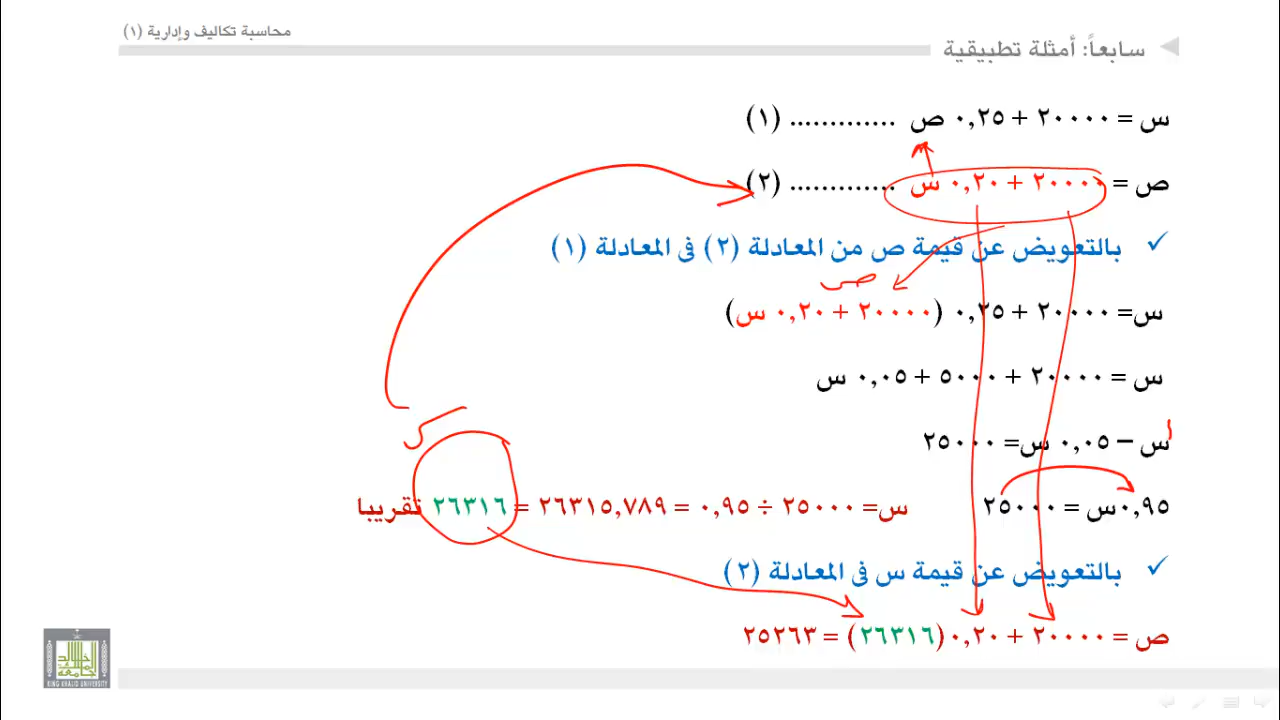 محاسبة تكاليف وإدارية (١)
سابعاً: أمثلة تطبيقية
س = ٢٠٠٠٠ + ٠,٢٥ ص ............. (١)
ص = ٢٠٠٠٠ + ٠,٢٠ س ............. (٢)
✓ بالتعويض عن قيمة ص من المعادلة (٢) فى المعادلة (١)
ص
س= ٢٠٠٠٠ + ٠,٢٥ (٢٠٠٠٠ + ٠,٢٠ س)
س = ٢٠٠٠٠ + ٥٠٠٠ + ٠,٠٥ س
س – ٠,٠٥ س= ٢٥٠٠٠
٠,٩٥س = ٢٥٠٠٠ س= ٢٥٠٠٠ ÷ ٠,٩٥ = ٢٦٣١٥,٧٨٩ = ٢٦٣١٦ تقريبا
✓ بالتعويض عن قيمة س فى المعادلة (٢)
ص = ٢٠٠٠٠ + ٠,٢٠(٢٦٣١٦) = ٢٥٢٦٣
KING KHALID UNIVERSITY